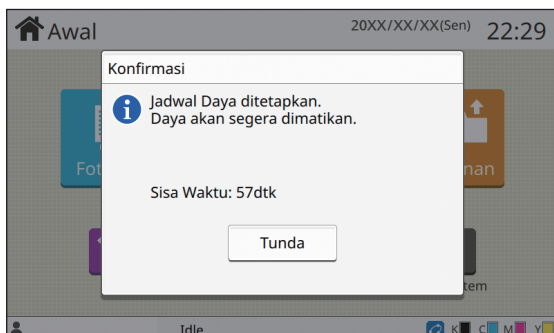 Awal
20XX/XX/XX(Sen) 22:29
Konfirmasi
Jadwal Daya ditetapkan.
Daya akan segera dimatikan.
Sisa Waktu: 57dtk
Tunda
Idle
K C M Y